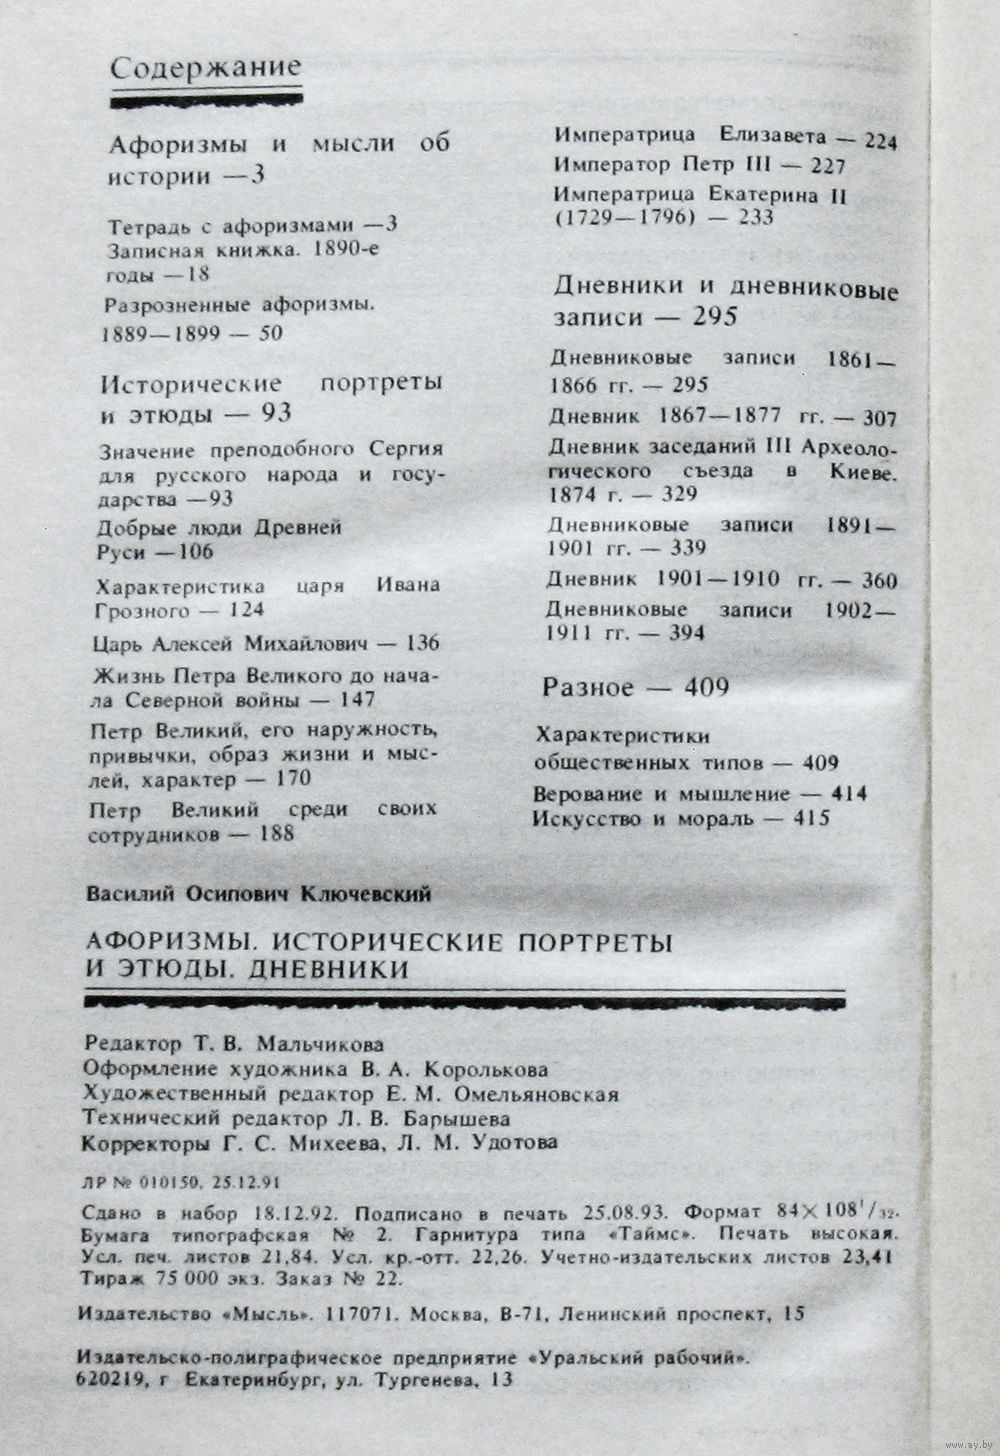 Содержание
Афоризмы и мысли об
истории —3
Тетрадь с афоризмами —3
Записная книжка. 1890-е
годы —18
Разрозненные афоризмы.
1889—1899 — 50
Исторические портреты
и этюды — 93
Значение преподобного Сергия
для русского народа и госу-
дарства —93
Добрые люди Древней
Руси —106
Характеристика царя Ивана
Грозного — 124
Царь Алексей Михайлович — 136
Жизнь Петра Великого до нача-
ла Северной войны — 147
Петр Великий, его наружность,
привычки, образ жизни и мыс-
лей, характер — 170
Петр Великий среди своих
сотрудников — 188
Императрица Елизавета — 224
Император Петр III — 227
Императрица Екатерина II
(1729—1796) — 233
Дневники и дневниковые
записи — 295
Дневниковые записи 1861—
1866 гг. — 295
Дневник 1867—1877 гг. — 307
Дневник заседаний III Археоло-
гического съезда в Киеве.
1874 г. — 329
Дневниковые записи 1891—
1901 гг. — 339
Дневник 1901—1910 гг. — 360
Дневниковые записи 1902—
1911 гг. — 394
Разное — 409
Характеристики
общественных типов — 409
Верование и мышление — 414
Искусство и мораль — 415
Василий Осипович Ключевский
АФОРИЗМЫ. ИСТОРИЧЕСКИЕ ПОРТРЕТЫ
И ЭТЮДЫ. ДНЕВНИКИ
Редактор Т. В. Мальчикова
Оформление художника В. А. Королькова
Художественный редактор Е. М. Омельяновская
Технический редактор Л. В. Барышева
Корректоры Г. С. Михеева, Л. М. Удотова
ЛР № 010150, 25.12.91
Сдано в набор 18.12.92. Подписано в печать 25.08.93. Формат 84×108¹/₃₂.
Бумага типографская № 2. Гарнитура типа «Таймс». Печать высокая.
Усл. печ. листов 21,84. Усл. кр.-отт. 22,26. Учетно-издательских листов 23,41
Тираж 75 000 экз. Заказ № 22.
Издательство «Мысль». 117071. Москва, В-71, Ленинский проспект, 15
Издательско-полиграфическое предприятие «Уральский рабочий».
620219, г Екатеринбург, ул. Тургенева, 13
www.ay.by